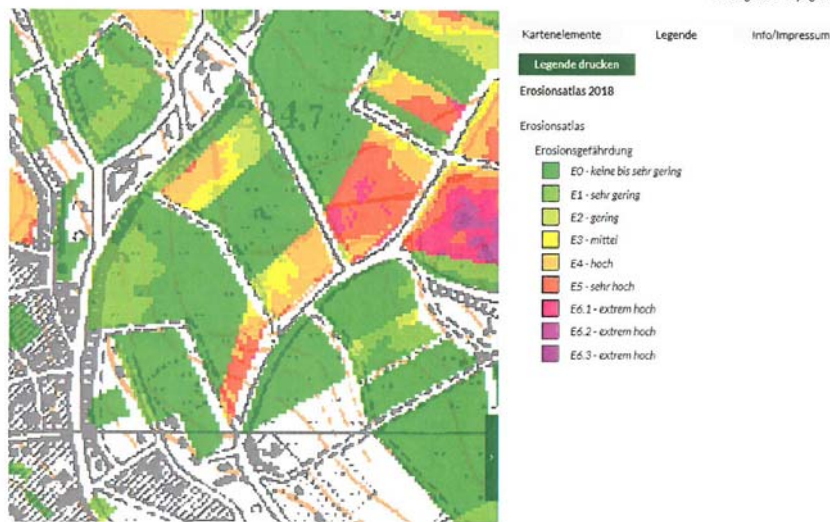 Kartenelemente Legende Info/Impressum
Legende drucken
Erosionsatlas 2018
Erosionsatlas
Erosionsgefährdung
E0 - keine bis sehr gering
E1 - sehr gering
E2 - gering
E3 - mittel
E4 - hoch
E5 - sehr hoch
E6.1 - extrem hoch
E6.2 - extrem hoch
E6.3 - extrem hoch